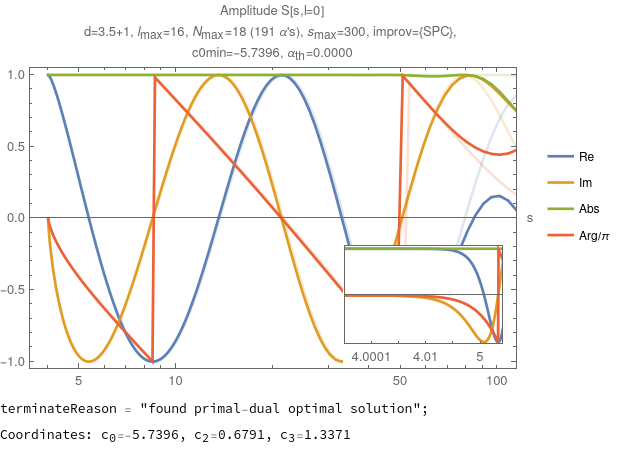 Amplitude S[s,l=0]
d=3.5+1, lmax=16, Nmax=18 (191 α's), smax=300, improv={SPC},
c0min=-5.7396, αth=0.0000
1.0
0.5
0.0
-0.5
-1.0
s
Re
Im
Abs
Arg/π
4.0001 4.01 5
5 10 50 100
terminateReason = "found primal-dual optimal solution";
Coordinates: c0=-5.7396, c2=0.6791, c3=1.3371